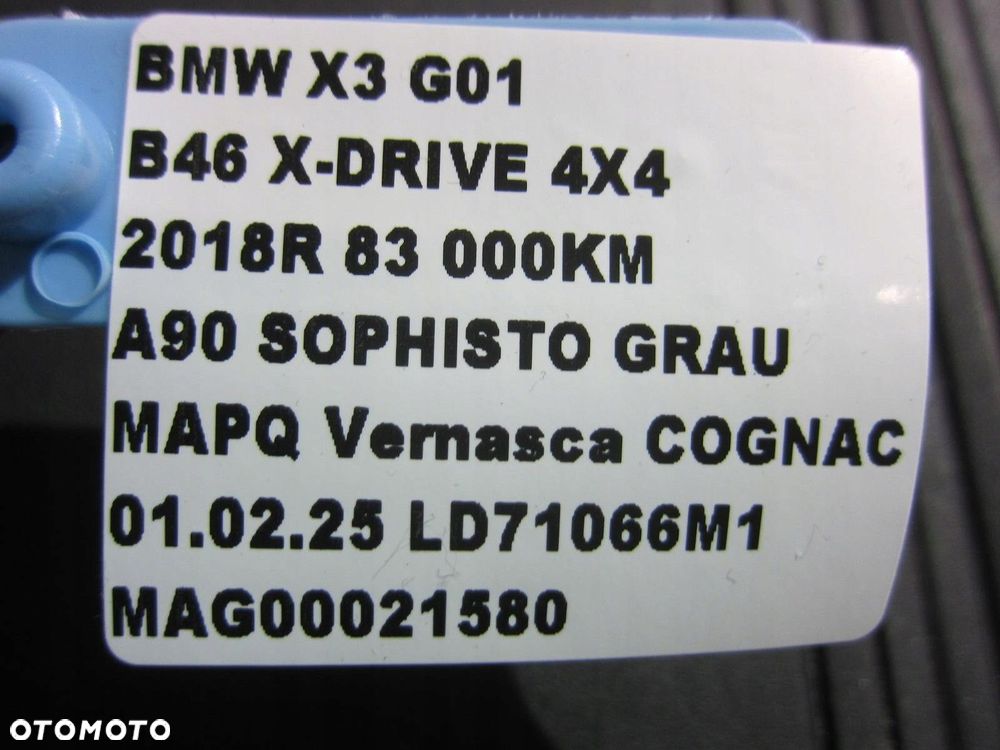 BMW X3 G01
B46 X-DRIVE 4X4
2018R 83 000KM
A90 SOPHISTO GRAU
MAPQ Vernasca COGNAC
01.02.25 LD71066M1
MAG00021580
OTOMOTO